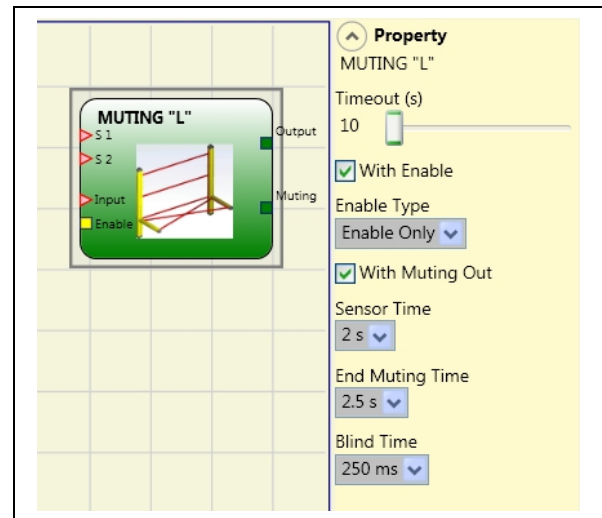 MUTING "L"
S 1
S 2
Input
Enable
Output
Muting
Property
MUTING "L"
Timeout (s)
10
With Enable
Enable Type
Enable Only
With Muting Out
Sensor Time
2 s
End Muting Time
2.5 s
Blind Time
250 ms